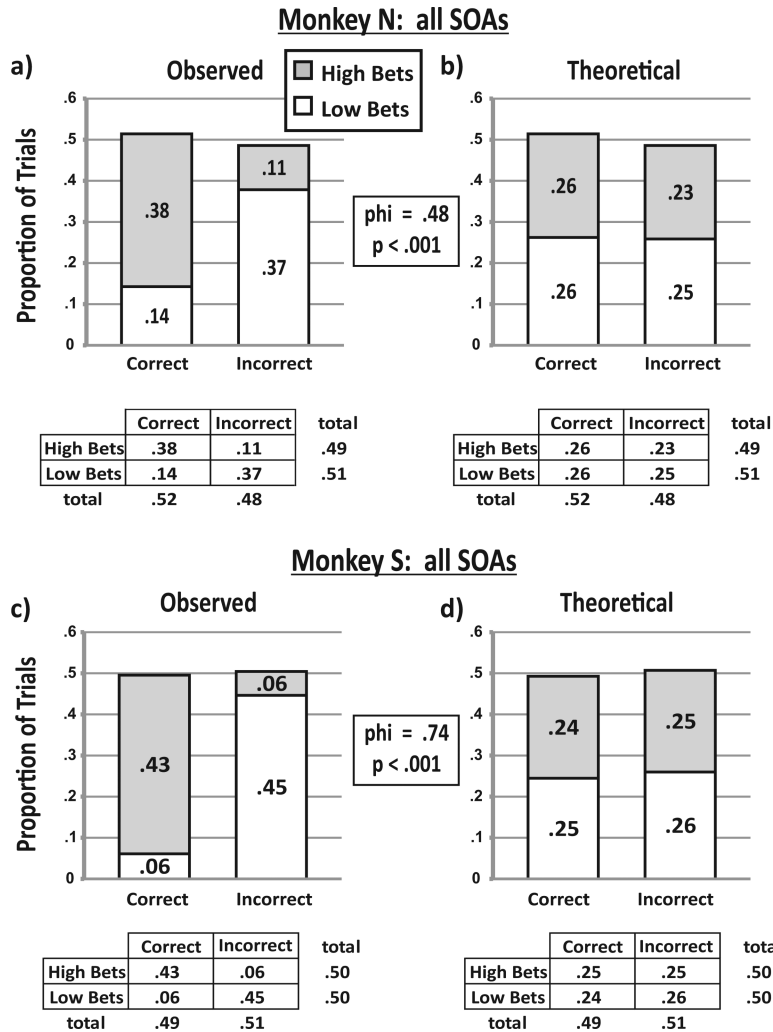 Monkey N: all SOAs
a)
Observed
High Bets
Low Bets
b)
Theoretical
Proportion of Trials
.6
.5
.4
.3
.2
.1
0
.38
.14
.11
.37
Correct
Incorrect
phi = .48
p < .001
.6
.5
.4
.3
.2
.1
0
.26
.26
.23
.25
Correct
Incorrect
Correct Incorrect total
High Bets .38 .11 .49
Low Bets .14 .37 .51
total .52 .48
Correct Incorrect total
High Bets .26 .23 .49
Low Bets .26 .25 .51
total .52 .48
Monkey S: all SOAs
c)
Observed
d)
Theoretical
Proportion of Trials
.6
.5
.4
.3
.2
.1
0
.43
.06
.06
.45
Correct
Incorrect
phi = .74
p < .001
.6
.5
.4
.3
.2
.1
0
.24
.25
.25
.26
Correct
Incorrect
Correct Incorrect total
High Bets .43 .06 .50
Low Bets .06 .45 .50
total .49 .51
Correct Incorrect total
High Bets .25 .25 .50
Low Bets .24 .26 .50
total .49 .51